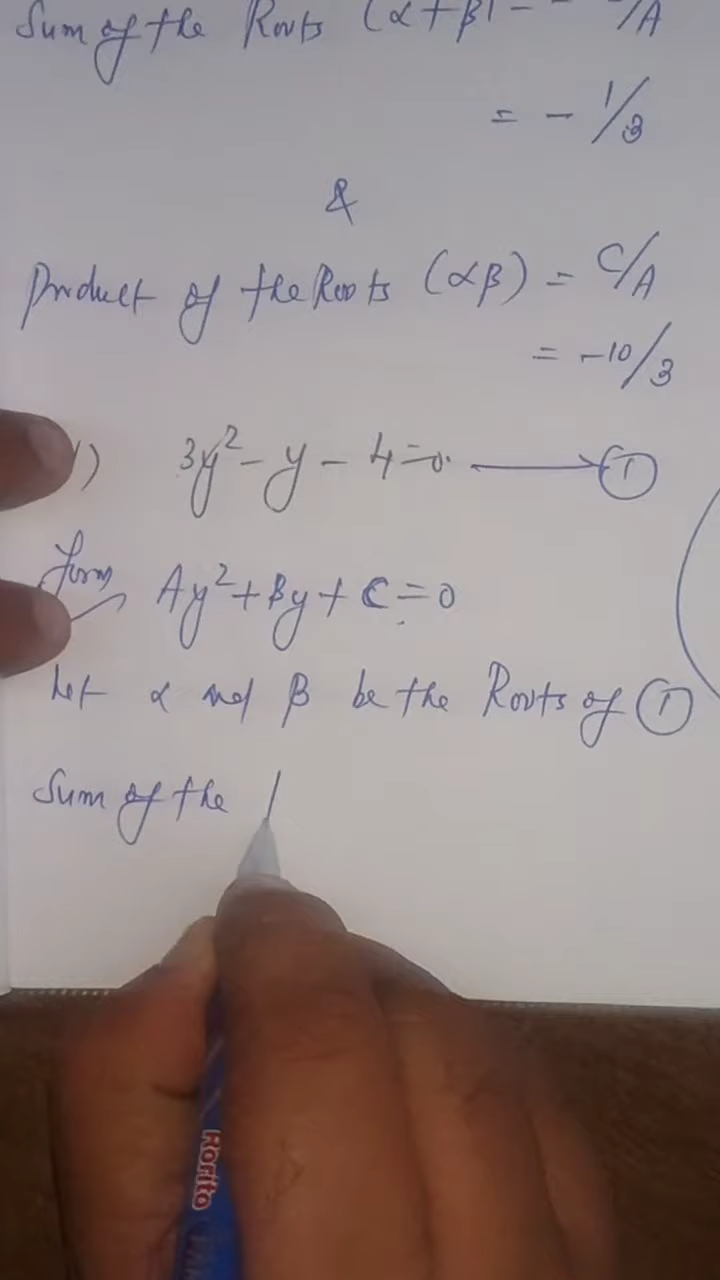 Sum of the Roots (α+β) = - /A
= - 1/3
&
Product of the Roots (αβ) = C/A
= -10/3
) 3y² - y - 4 = 0. ①
form Ay² + By + C = 0
Let α and β be the Roots of ①
Sum of the
Rorito